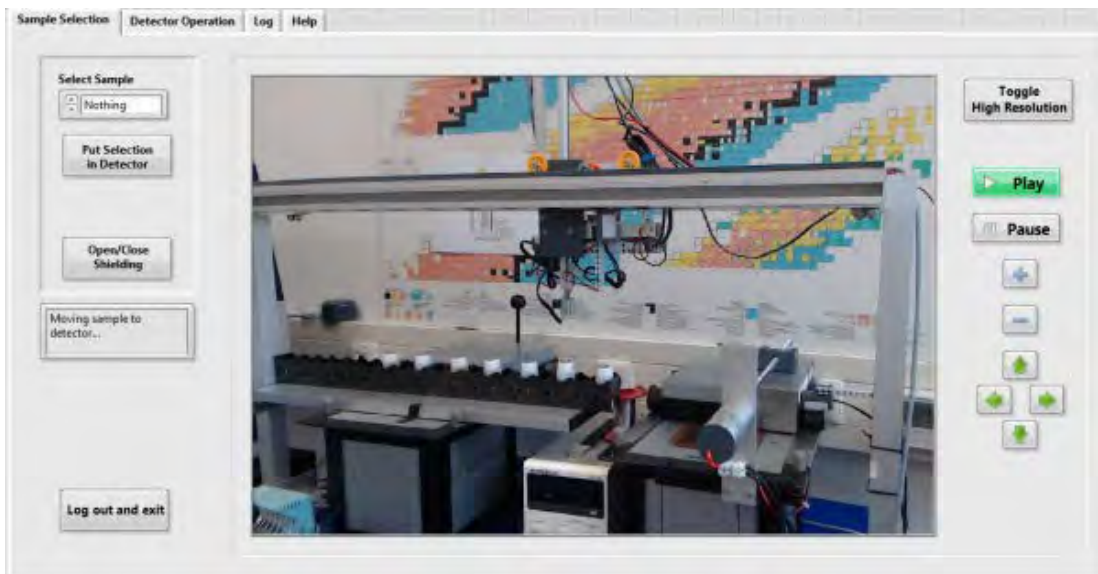 Sample Selection
Detector Operation
Log
Help
Select Sample
Nothing
Put Selection
in Detector
Open/Close
Shielding
Moving sample to
detector...
Log out and exit
Toggle
High Resolution
Play
Pause